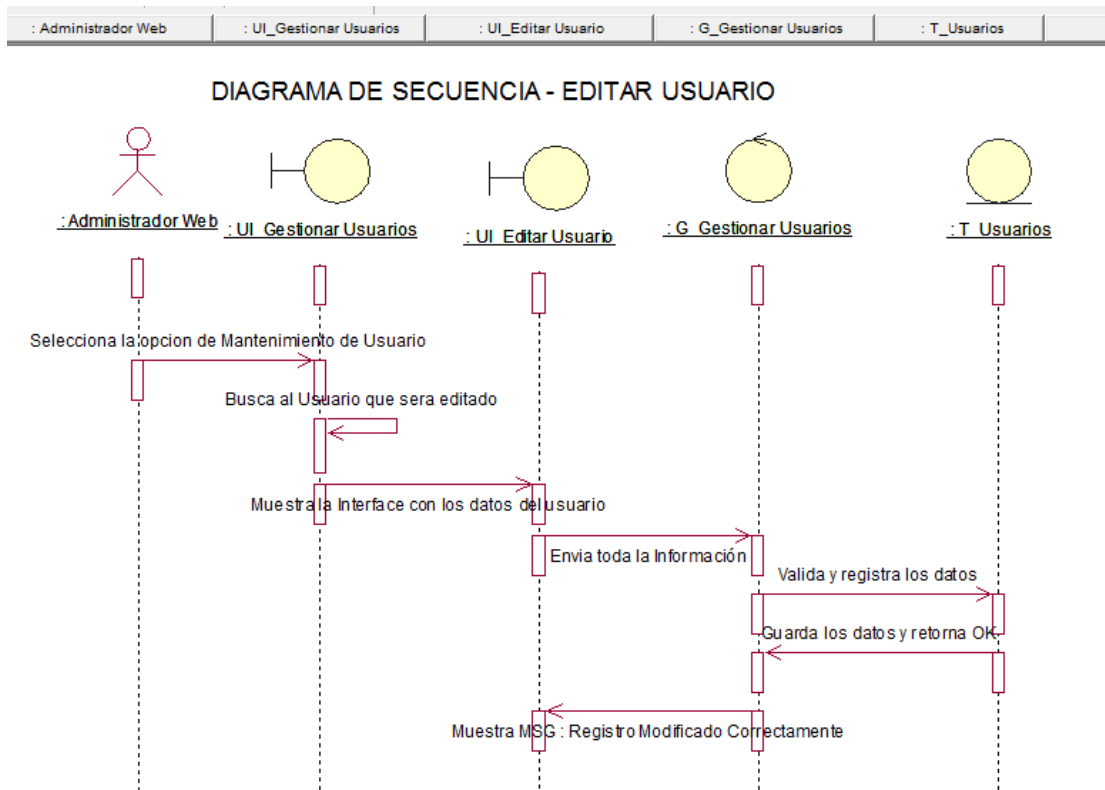 : Administrador Web
: UI_Gestionar Usuarios
: UI_Editar Usuario
: G_Gestionar Usuarios
: T_Usuarios
DIAGRAMA DE SECUENCIA - EDITAR USUARIO
: Administrador Web
: UI_Gestionar Usuarios
: UI_Editar Usuario
: G_Gestionar Usuarios
: T_Usuarios
Selecciona la opcion de Mantenimiento de Usuario
Busca al Usuario que sera editado
Muestra la Interface con los datos del usuario
Envia toda la Información
Valida y registra los datos
Guarda los datos y retorna OK
Muestra MSG : Registro Modificado Correctamente